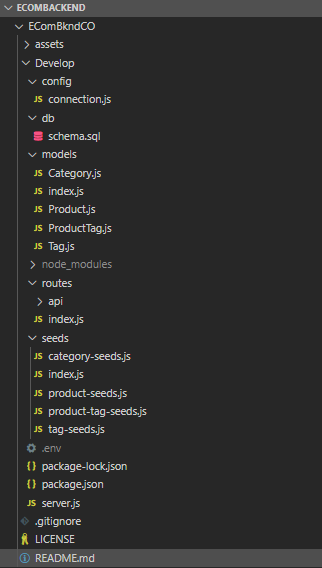 ECOMBACKEND
EComBkndCO
assets
Develop
config
JS connection.js
db
schema.sql
models
JS Category.js
JS index.js
JS Product.js
JS ProductTag.js
JS Tag.js
node_modules
routes
api
JS index.js
seeds
JS category-seeds.js
JS index.js
JS product-seeds.js
JS product-tag-seeds.js
JS tag-seeds.js
.env
{} package-lock.json
{} package.json
JS server.js
.gitignore
LICENSE
README.md